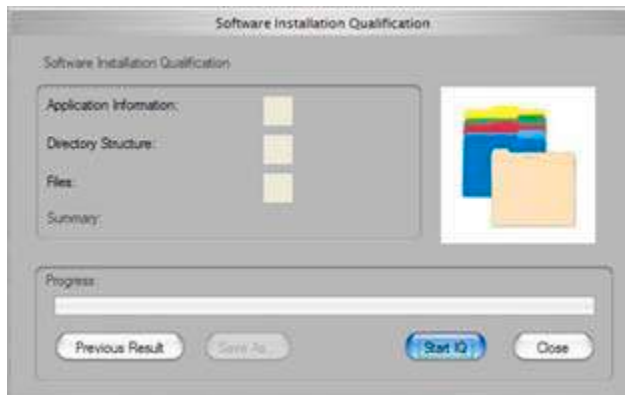 Software Installation Qualification
Software Installation Qualification
Application Information:
Directory Structure:
Files:
Summary:
Progress:
Previous Result
Save As...
Start IQ
Close